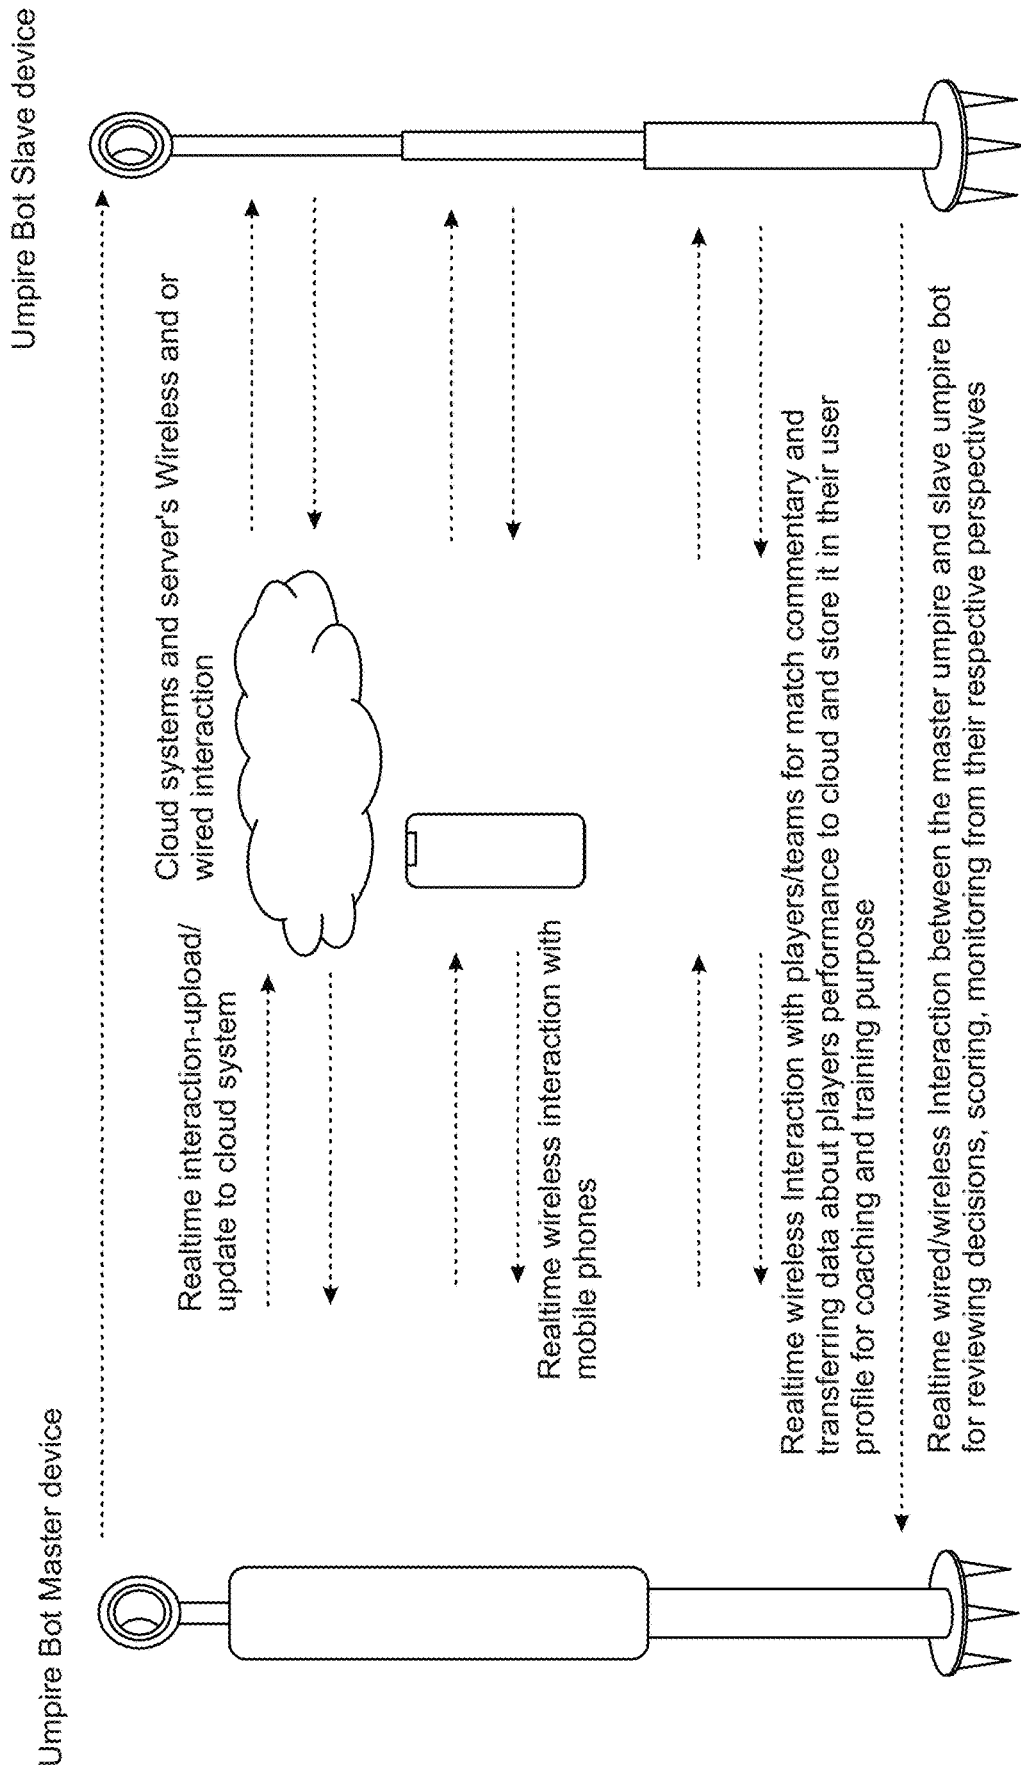 Umpire Bot Master device
Umpire Bot Slave device
Realtime interaction-upload/
update to cloud system
Cloud systems and server's Wireless and or
wired interaction
Realtime wireless interaction with
mobile phones
Realtime wireless Interaction with players/teams for match commentary and
transferring data about players performance to cloud and store it in their user
profile for coaching and training purpose
Realtime wired/wireless Interaction between the master umpire and slave umpire bot
for reviewing decisions, scoring, monitoring from their respective perspectives